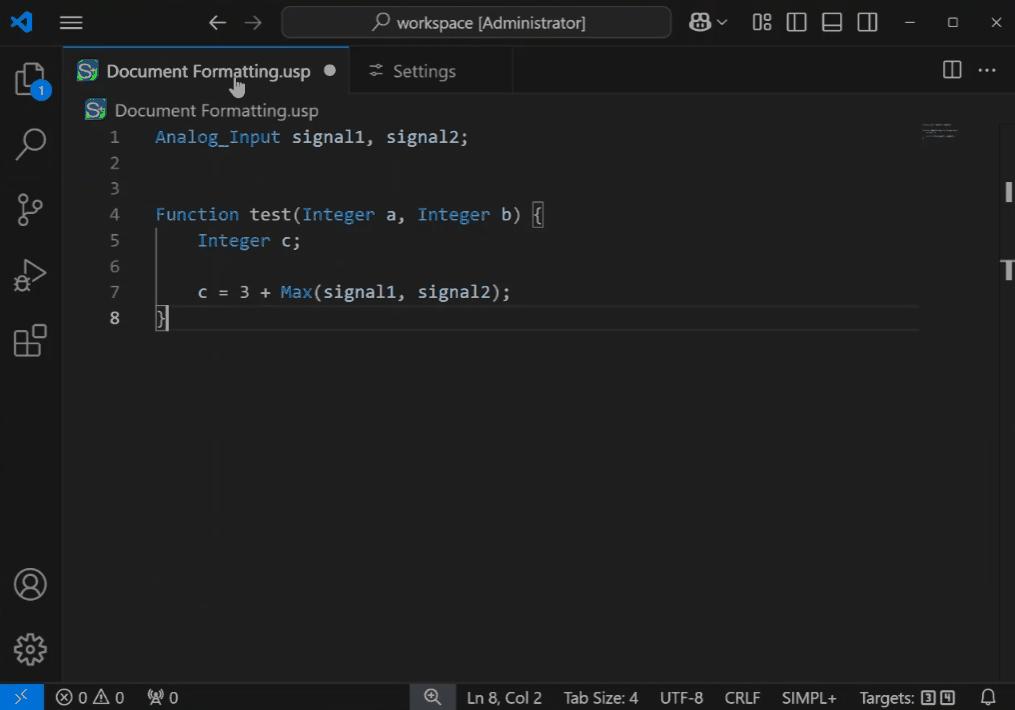 workspace [Administrator]
Document Formatting.usp
Settings
1
Document Formatting.usp
1 Analog_Input signal1, signal2;
2
3
4 Function test(Integer a, Integer b) {
5 Integer c;
6
7 c = 3 + Max(signal1, signal2);
8 }
0 0 0 Ln 8, Col 2 Tab Size: 4 UTF-8 CRLF SIMPL+ Targets: 3 4